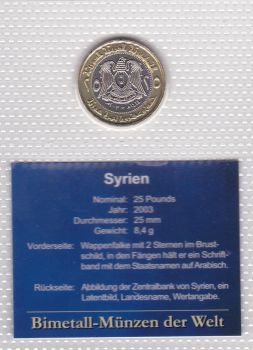 Syrien
Nominal: 25 Pounds
Jahr: 2003
Durchmesser: 25 mm
Gewicht: 8,4 g
Vorderseite: Wappenfalke mit 2 Sternen im Brust-
schild, in den Fängen hält er ein Schrift-
band mit dem Staatsnamen auf Arabisch.
Rückseite: Abbildung der Zentralbank von Syrien, ein
Latentbild, Landesname, Wertangabe.
Bimetall-Münzen der Welt